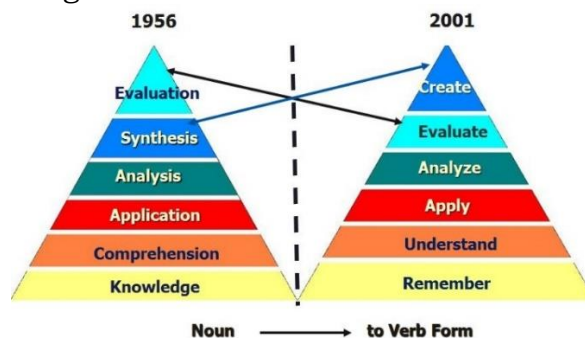 1956
2001
Evaluation
Synthesis
Analysis
Application
Comprehension
Knowledge
Create
Evaluate
Analyze
Apply
Understand
Remember
Noun to Verb Form